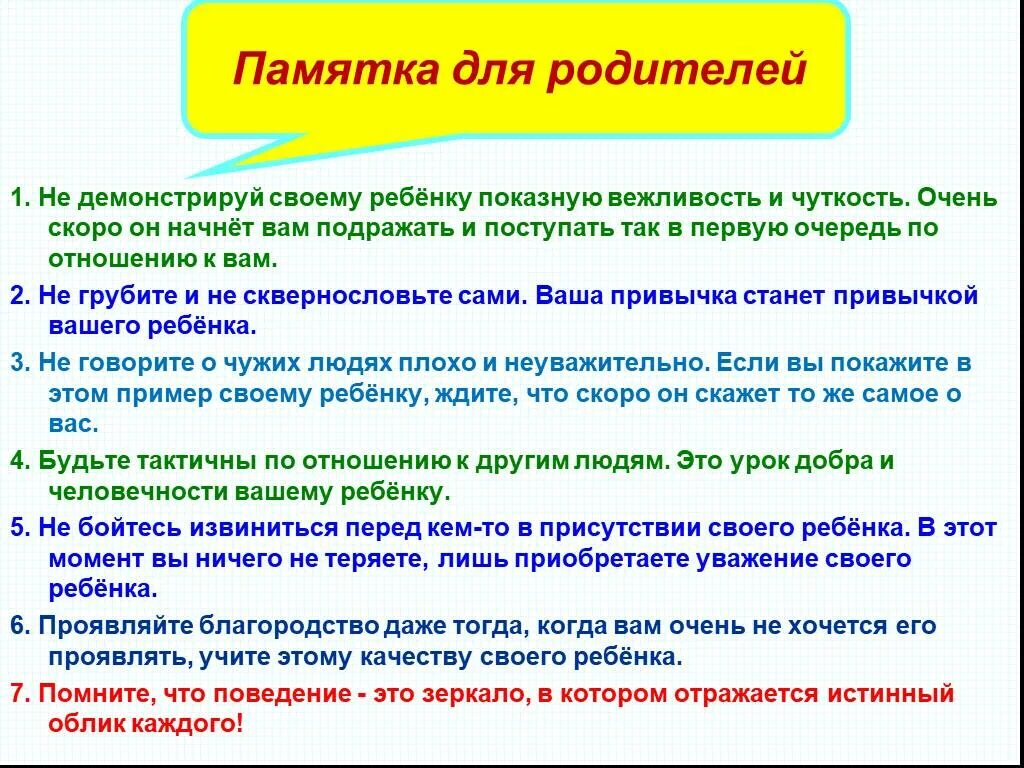 Памятка для родителей
1. Не демонстрируй своему ребёнку показную вежливость и чуткость. Очень
скоро он начнёт вам подражать и поступать так в первую очередь по
отношению к вам.
2. Не грубите и не сквернословьте сами. Ваша привычка станет привычкой
вашего ребёнка.
3. Не говорите о чужих людях плохо и неуважительно. Если вы покажите в
этом пример своему ребёнку, ждите, что скоро он скажет то же самое о
вас.
4. Будьте тактичны по отношению к другим людям. Это урок добра и
человечности вашему ребёнку.
5. Не бойтесь извиниться перед кем-то в присутствии своего ребёнка. В этот
момент вы ничего не теряете, лишь приобретаете уважение своего
ребёнка.
6. Проявляйте благородство даже тогда, когда вам очень не хочется его
проявлять, учите этому качеству своего ребёнка.
7. Помните, что поведение - это зеркало, в котором отражается истинный
облик каждого!